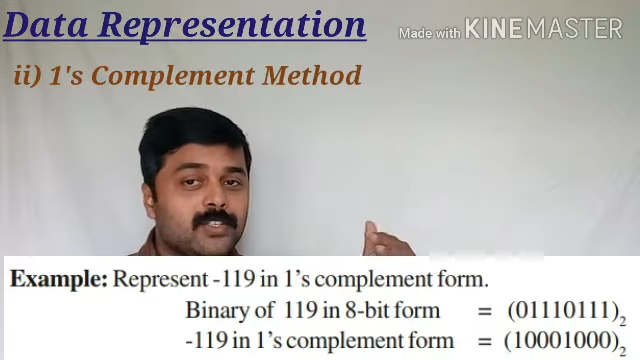 Data Representation
Made with KINEMASTER
ii) 1's Complement Method
Example: Represent -119 in 1’s complement form.
Binary of 119 in 8-bit form = (01110111)₂
-119 in 1’s complement form = (10001000)₂